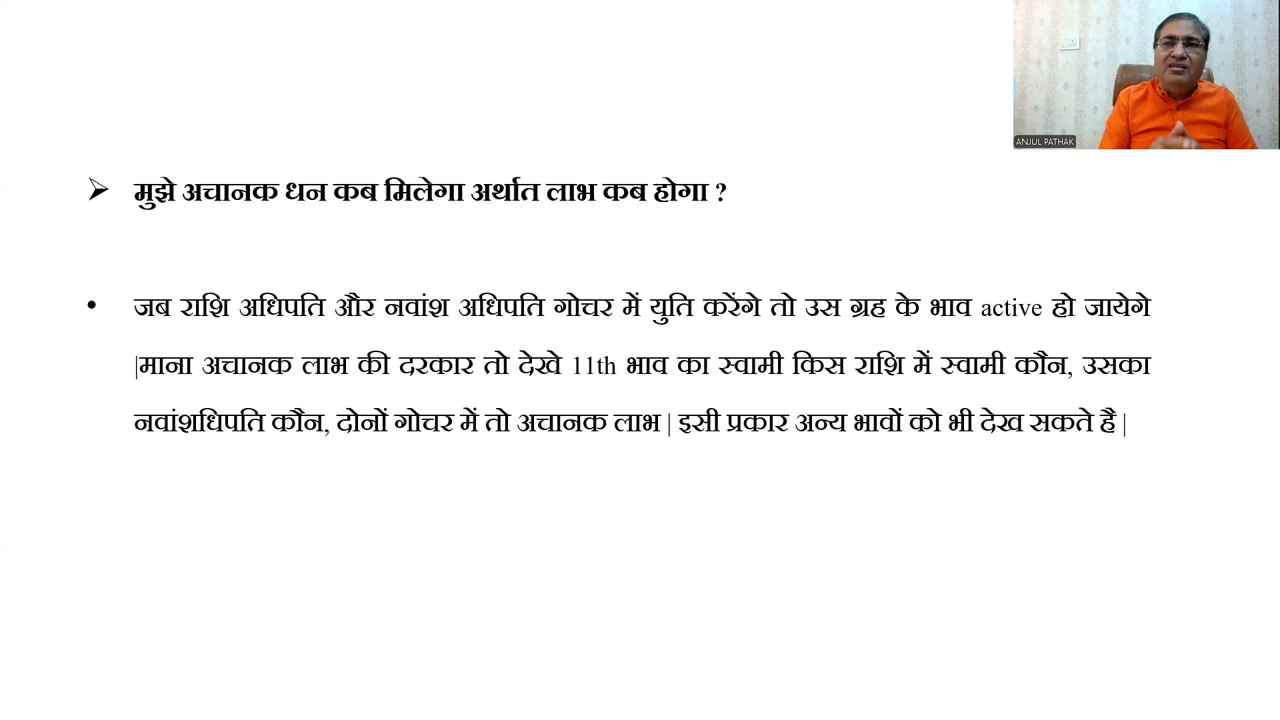 ANJUL PATHAK
➢ मुझे अचानक धन कब मिलेगा अर्थात लाभ कब होगा ?
• जब राशि अधिपति और नवांश अधिपति गोचर में युति करेंगे तो उस ग्रह के भाव active हो जायेगे
|माना अचानक लाभ की दरकार तो देखे 11th भाव का स्वामी किस राशि में स्वामी कौन, उसका
नवांशधिपति कौन, दोनों गोचर में तो अचानक लाभ | इसी प्रकार अन्य भावों को भी देख सकते है |